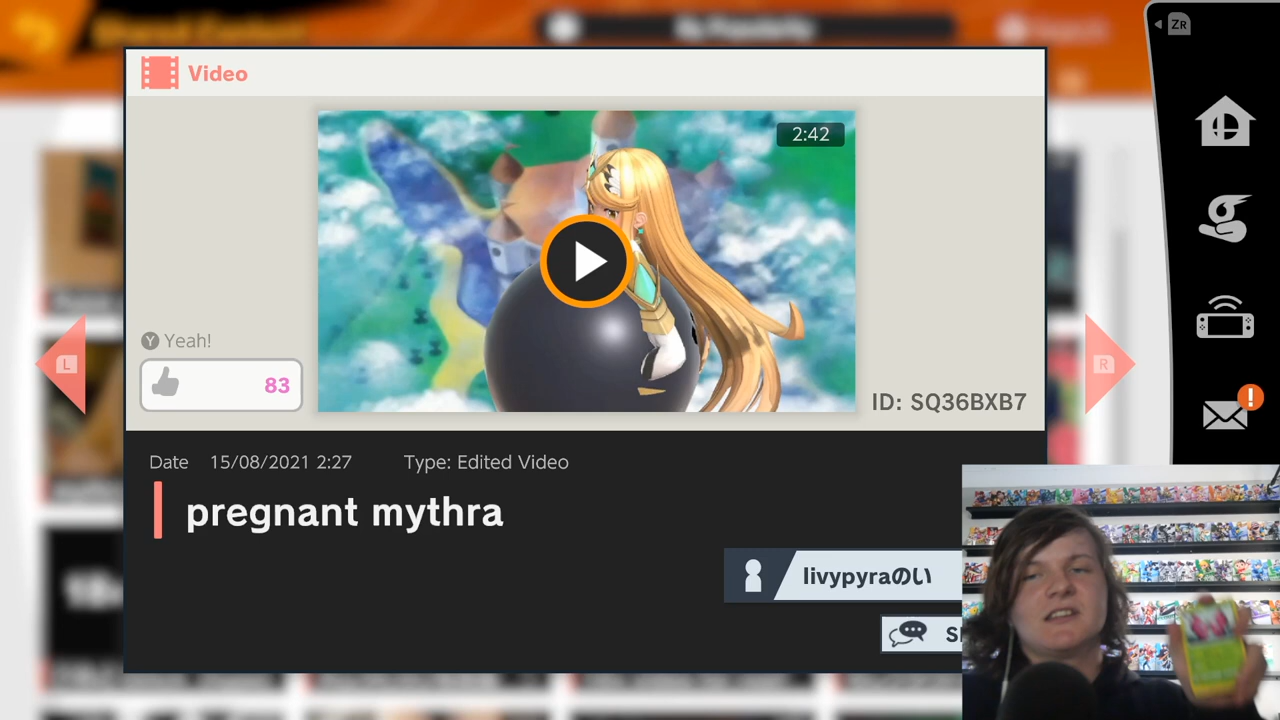 ZR
Video
2:42
Y Yeah!
83
L
R
ID: SQ36BXB7
!
Date 15/08/2021 2:27 Type: Edited Video
pregnant mythra
livypyraのい